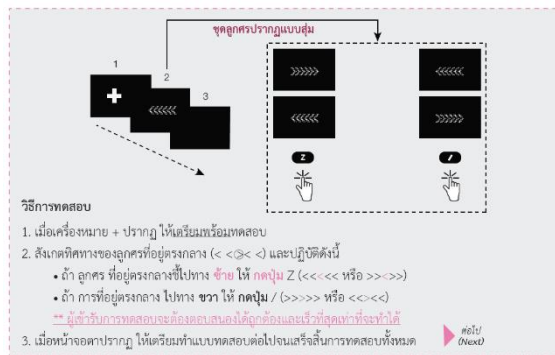 ชุดลูกศรปรากฏแบบสุ่ม
1
2
3
Z
/
วิธีการทดสอบ
1. เมื่อเครื่องหมาย + ปรากฏ ให้เตรียมพร้อมทดสอบ
2. สังเกตทิศทางของลูกศรที่อยู่ตรงกลาง (< <>< <) และปฏิบัติดังนี้
• ถ้า ลูกศร ที่อยู่ตรงกลางชี้ไปทาง ซ้าย ให้ กดปุ่ม Z (<<<<< หรือ >><>>)
• ถ้า การที่อยู่ตรงกลาง ไปทาง ขวา ให้ กดปุ่ม / (>>>>> หรือ <<><<)
** ผู้เข้ารับการทดสอบจะต้องตอบสนองได้ถูกต้องและเร็วที่สุดเท่าที่จะทำได้
3. เมื่อหน้าจอดำปรากฏ ให้เตรียมทำแบบทดสอบต่อไปจนเสร็จสิ้นการทดสอบทั้งหมด
ต่อไป
(Next)